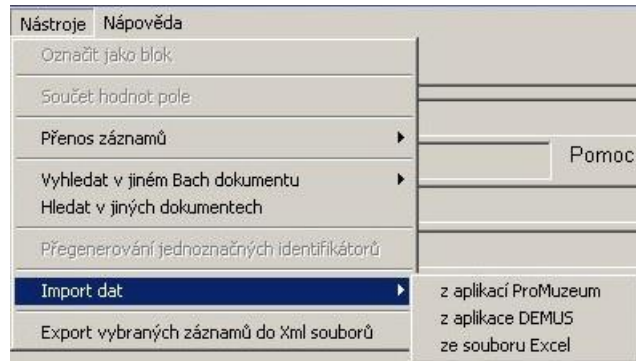 Nástroje Nápověda
Označit jako blok
Součet hodnot pole
Přenos záznamů
Pomoc
Vyhledat v jiném Bach dokumentu
Hledat v jiných dokumentech
Přegenerování jednoznačných identifikátorů
Import dat
z aplikací ProMuzeum
z aplikace DEMUS
Export vybraných záznamů do Xml souborů
ze souboru Excel